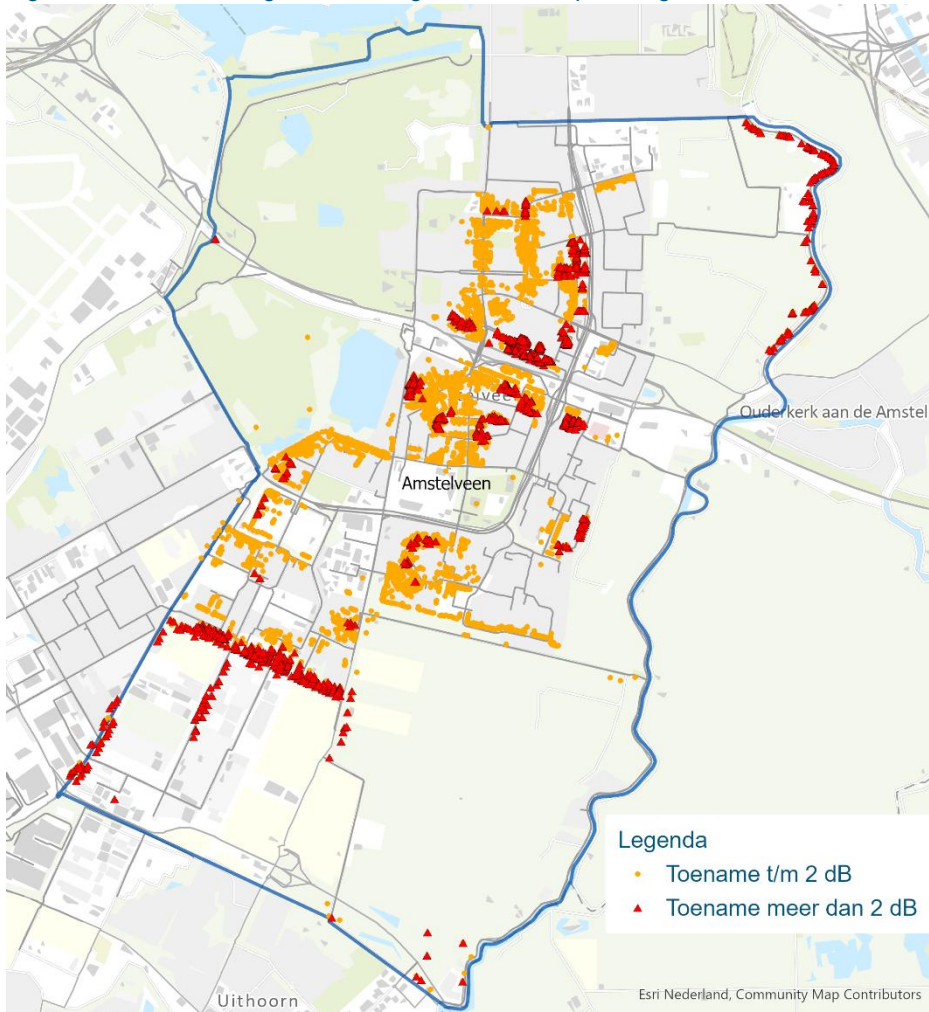 Ouderkerk aan de Amstel
Amstelveen
Legenda
Toename t/m 2 dB
Toename meer dan 2 dB
Uithoorn
Esri Nederland, Community Map Contributors